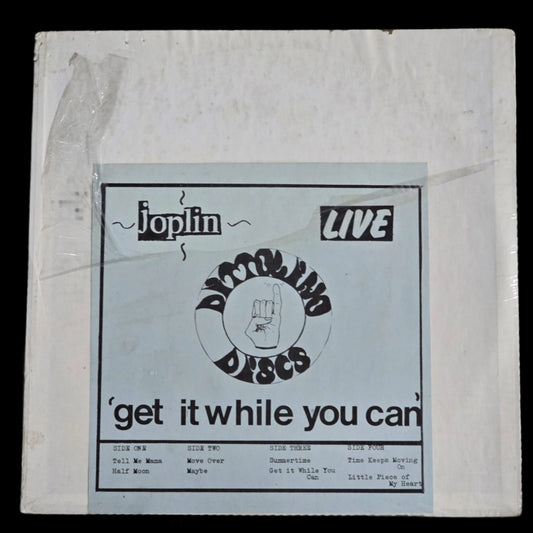 joplin
LIVE
DITTOLINO
DISCS
'get it while you can'
SIDE ONE
Tell Me Mama
Half Moon
SIDE TWO
Move Over
Maybe
SIDE THREE
Summertime
Get it While You
Can
SIDE FOUR
Time Keeps Moving
On
Little Piece of
My Heart